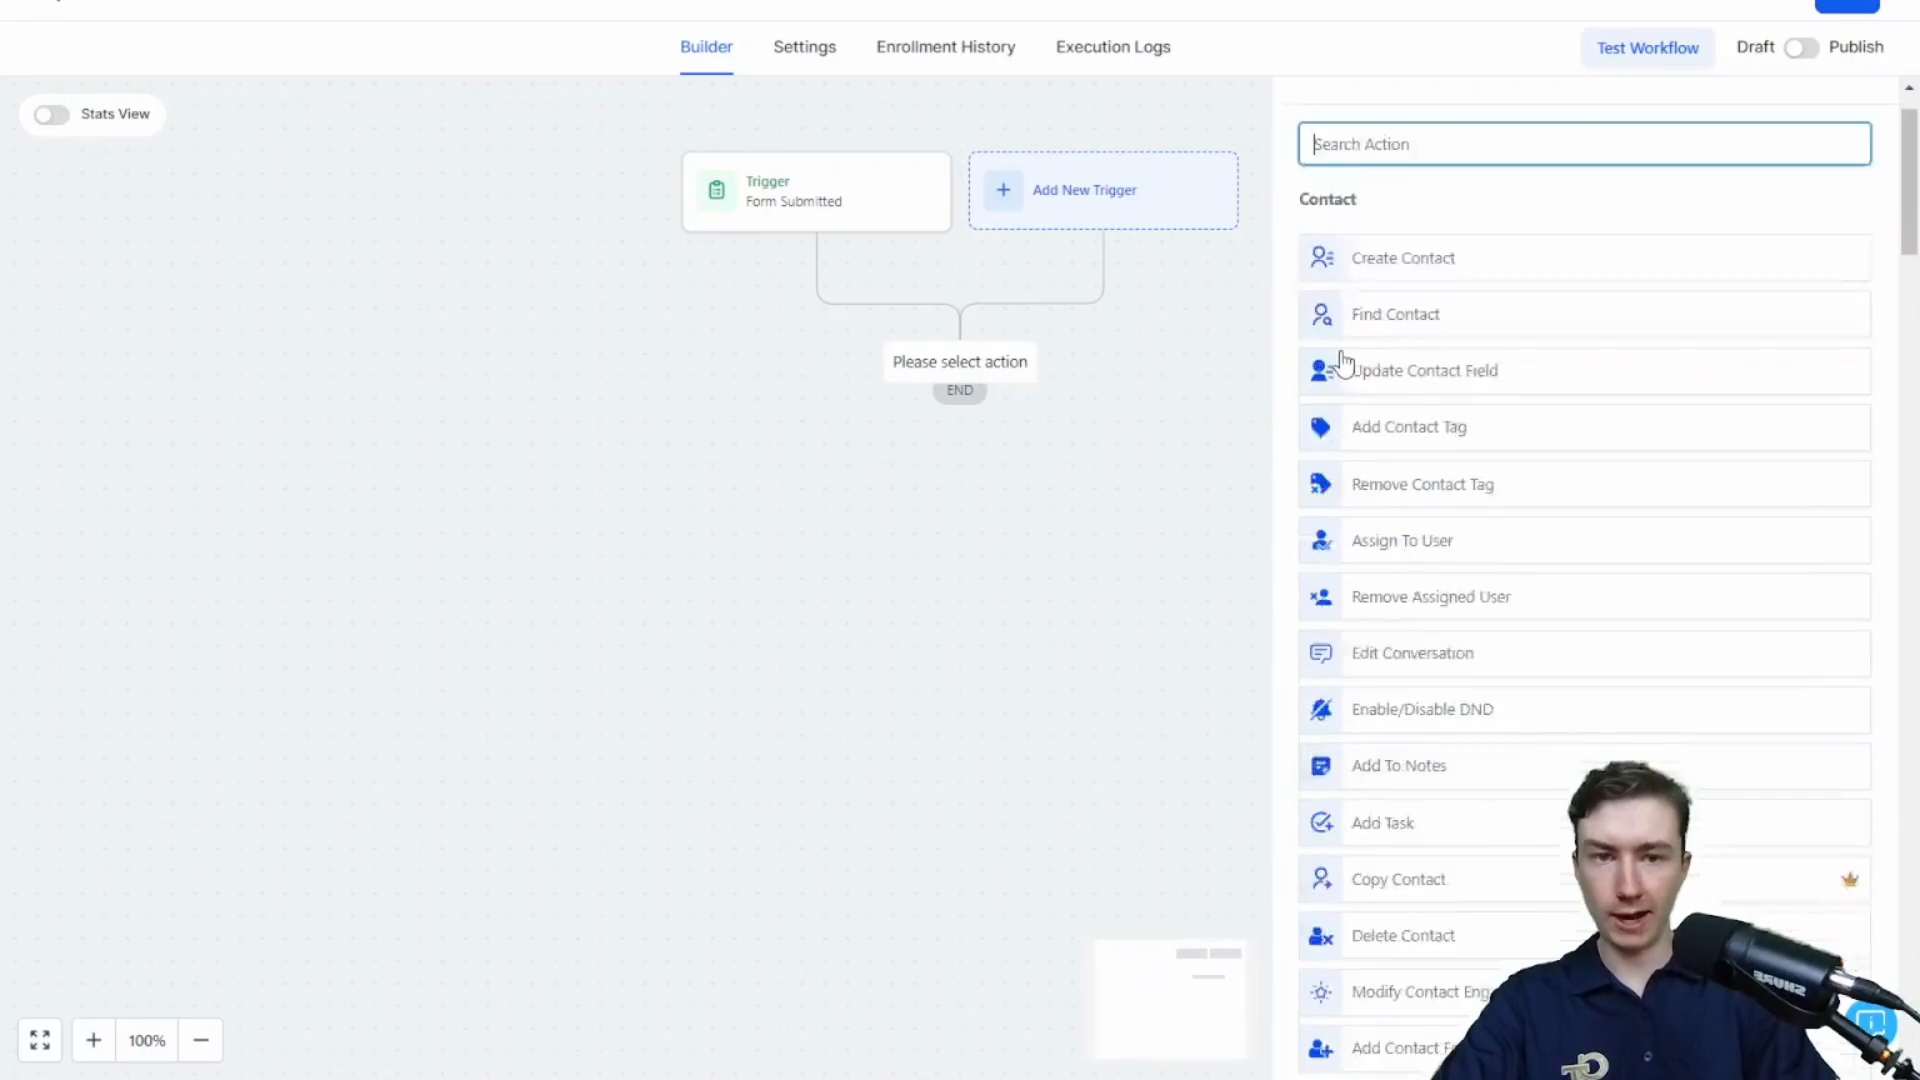 Builder
Settings
Enrollment History
Execution Logs
Test Workflow
Draft
Publish
Stats View
Trigger
Form Submitted
Add New Trigger
Please select action
END
Search Action
Contact
Create Contact
Find Contact
Update Contact Field
Add Contact Tag
Remove Contact Tag
Assign To User
Remove Assigned User
Edit Conversation
Enable/Disable DND
Add To Notes
Add Task
Copy Contact
Delete Contact
Modify Contact Eng
Add Contact
100%